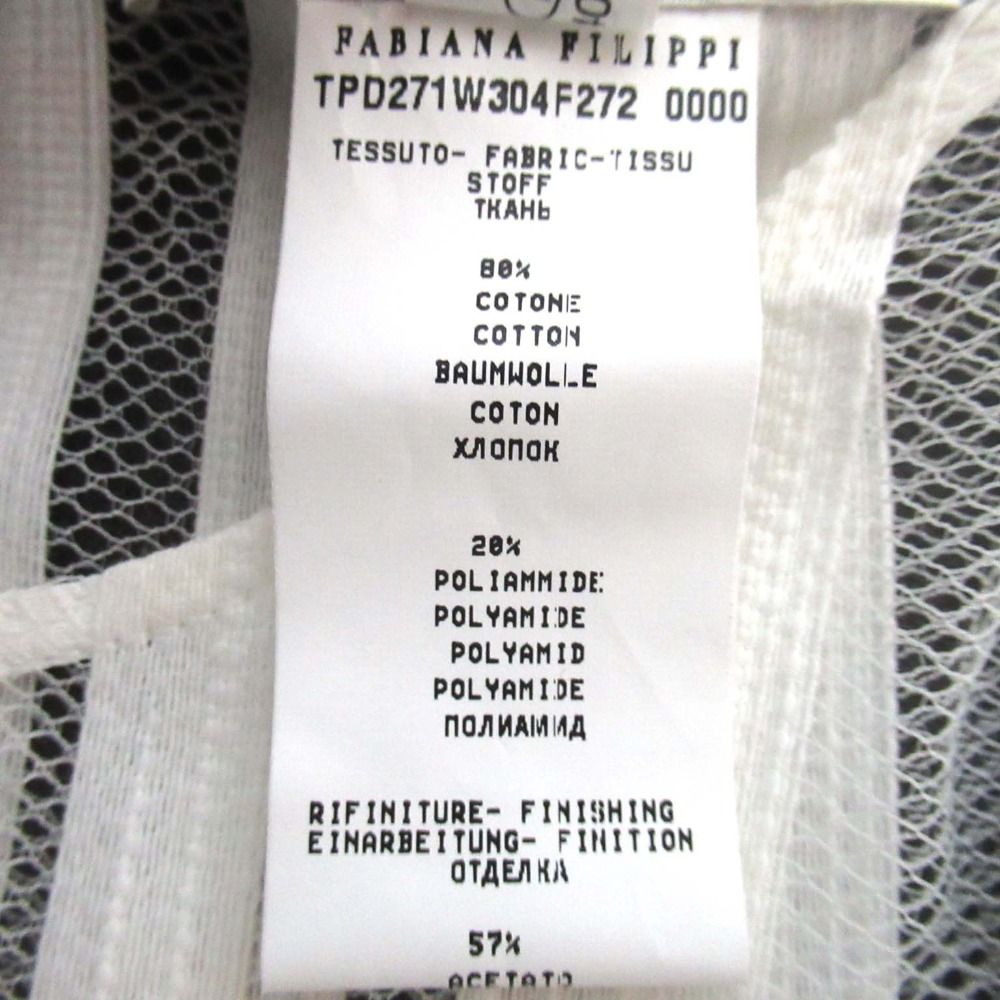 FABIANA FILIPPI
TPD271W304F272 0000
TESSUTO- FABRIC-TISSU
STOFF
ТКАНЬ
80%
COTONE
COTTON
BAUMWOLLE
COTON
ХЛОПОК
20%
POLIAMMIDE
POLYAMIDE
POLYAMID
POLYAMIDE
ПОЛИАМИД
RIFINITURE- FINISHING
EINARBEITUNG- FINITION
ОТДЕЛКА
57%
ACETATO